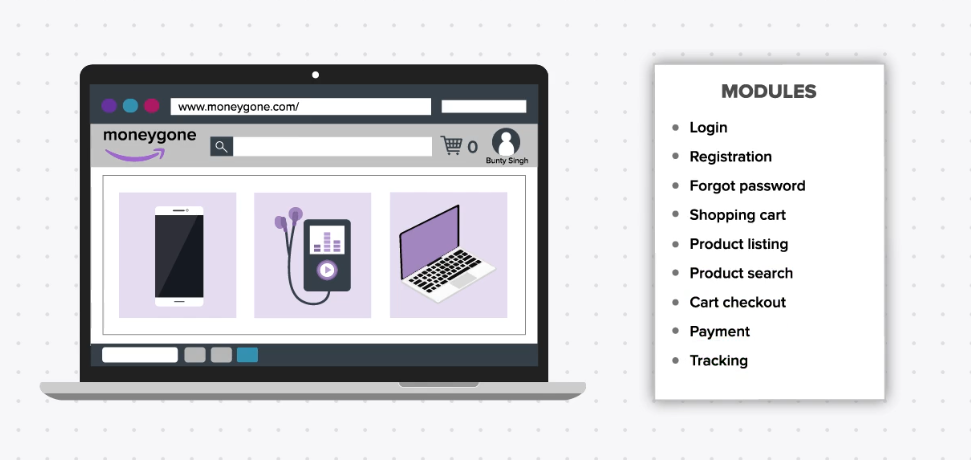 www.moneygone.com/
moneygone
0
Bunty Singh
MODULES
Login
Registration
Forgot password
Shopping cart
Product listing
Product search
Cart checkout
Payment
Tracking